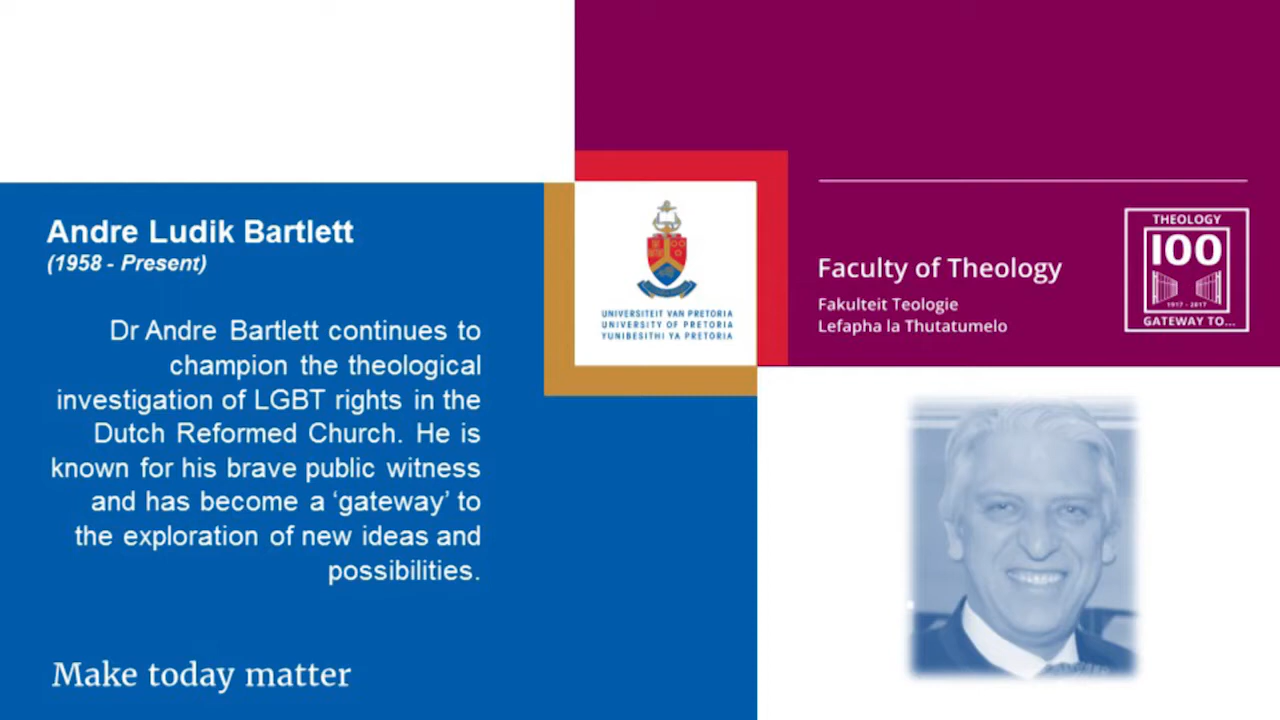 Andre Ludik Bartlett
(1958 - Present)
Dr Andre Bartlett continues to
champion the theological
investigation of LGBT rights in the
Dutch Reformed Church. He is
known for his brave public witness
and has become a ‘gateway’ to
the exploration of new ideas and
possibilities.
Make today matter
UNIVERSITEIT VAN PRETORIA
UNIVERSITY OF PRETORIA
YUNIBESITHI YA PRETORIA
Faculty of Theology
Fakulteit Teologie
Lefapha la Thutatumelo
THEOLOGY
100
1917 - 2017
GATEWAY TO...